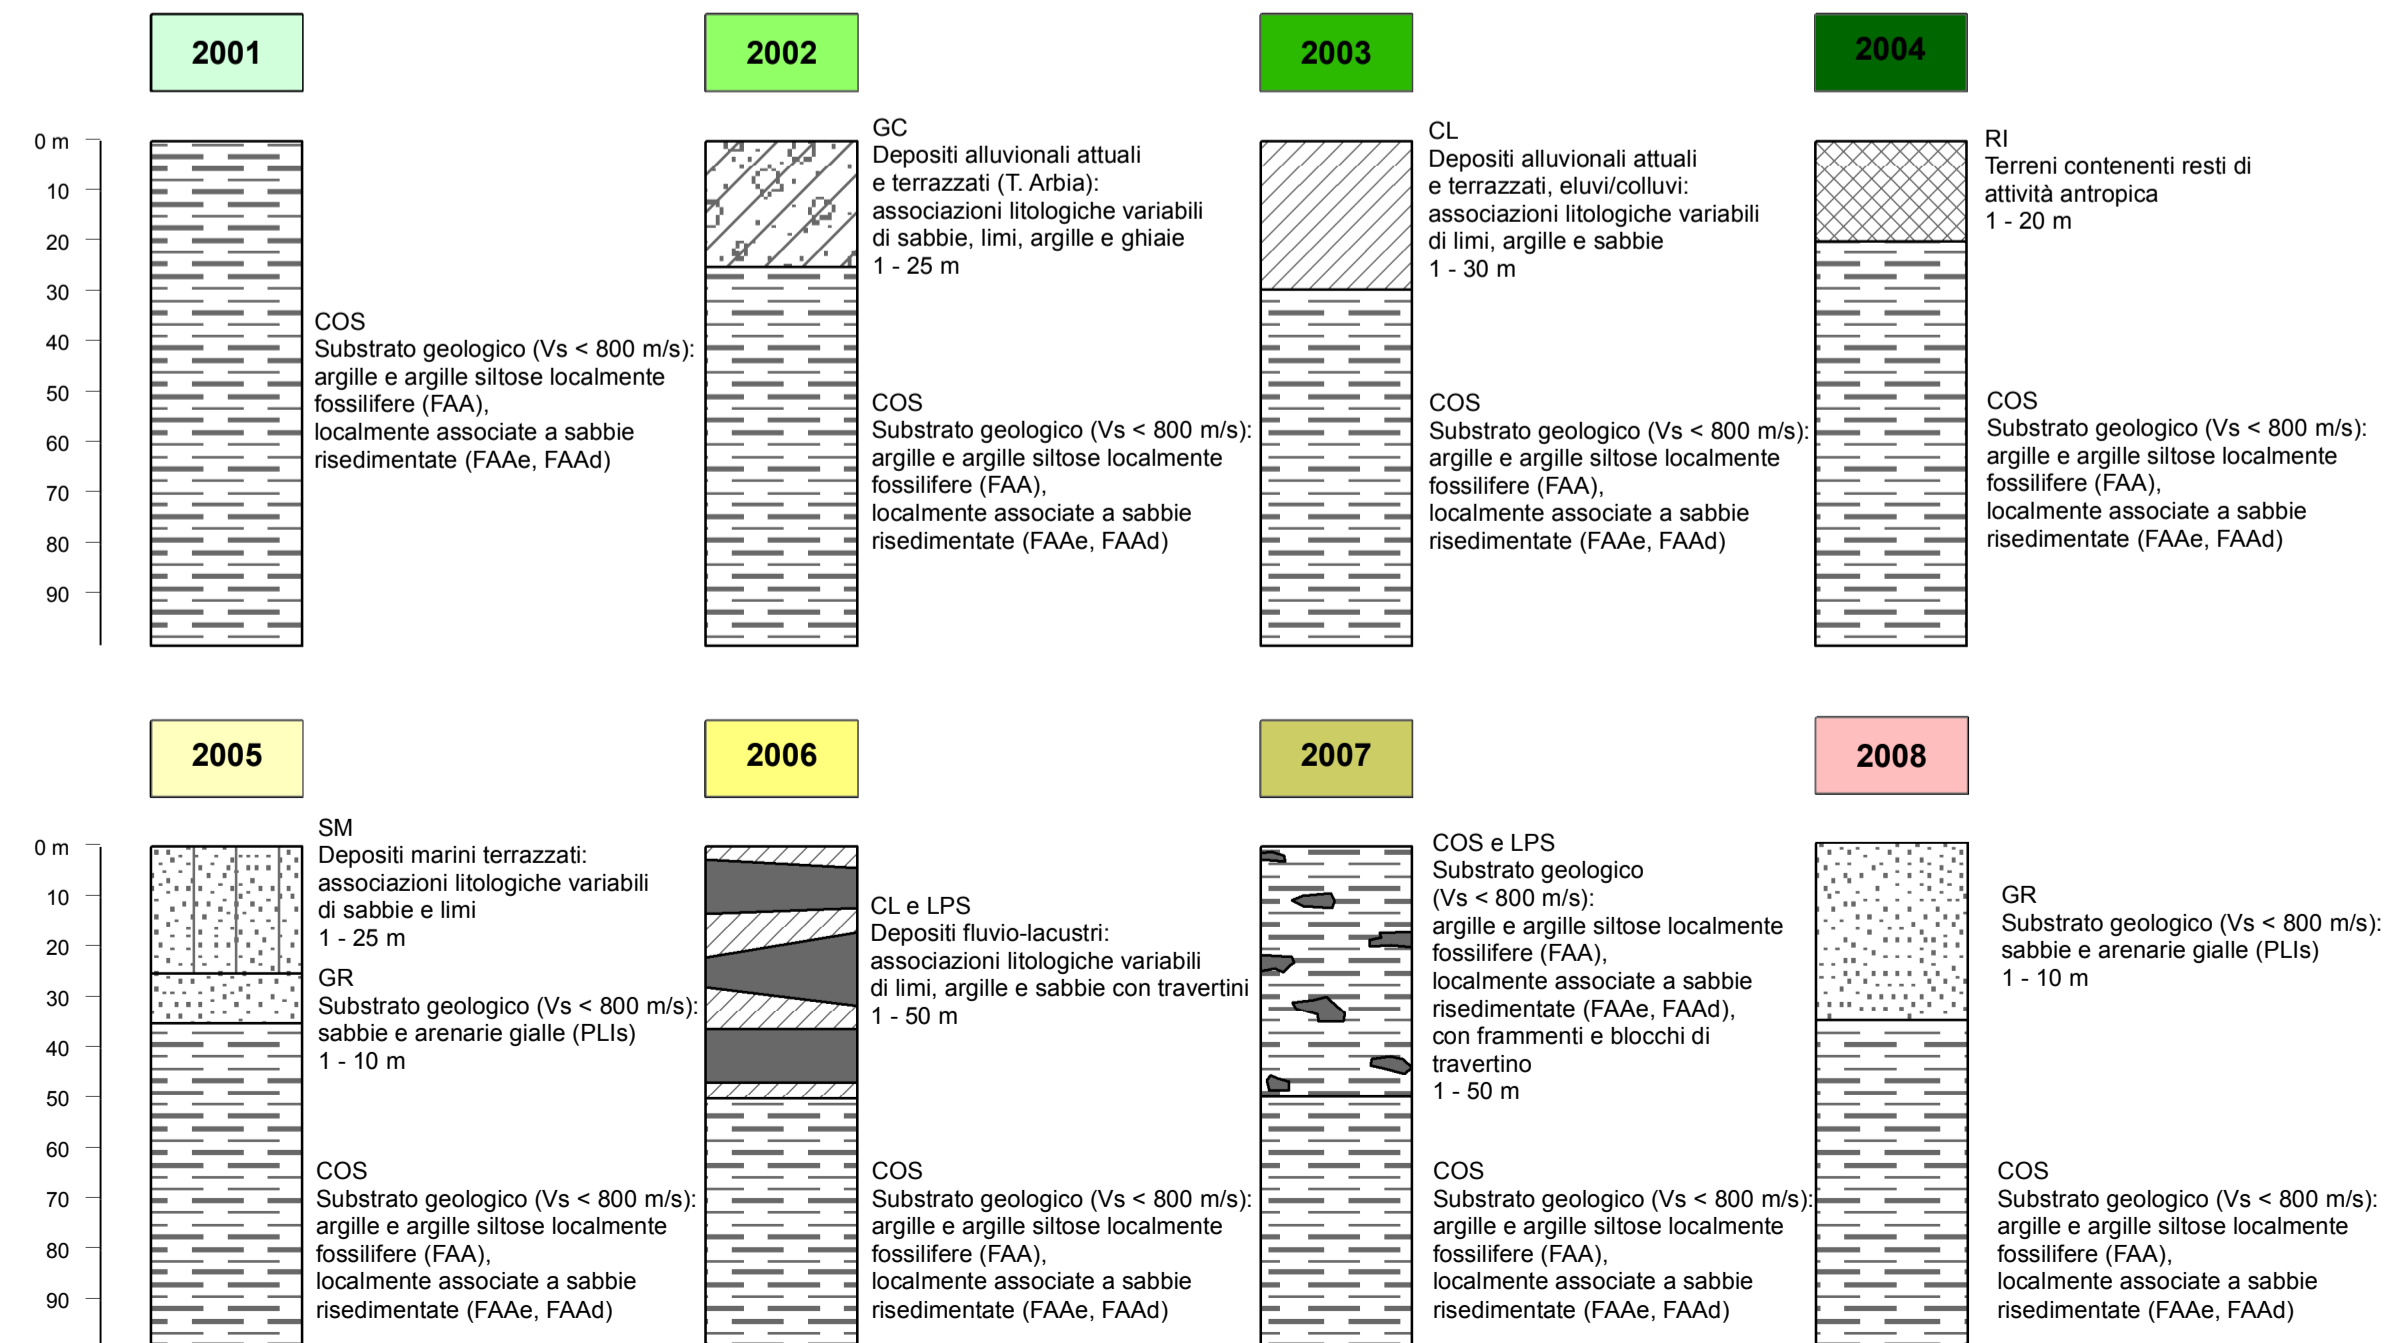 2001
2002
2003
2004
0 m
10
20
30
40
50
60
70
80
90
COS
Substrato geologico (Vs < 800 m/s):
argille e argille siltose localmente
fossilifere (FAA),
localmente associate a sabbie
risedimentate (FAAe, FAAd)
GC
Depositi alluvionali attuali
e terrazzati (T. Arbia):
associazioni litologiche variabili
di sabbie, limi, argille e ghiaie
1 - 25 m
COS
Substrato geologico (Vs < 800 m/s):
argille e argille siltose localmente
fossilifere (FAA),
localmente associate a sabbie
risedimentate (FAAe, FAAd)
CL
Depositi alluvionali attuali
e terrazzati, eluvi/colluvi:
associazioni litologiche variabili
di limi, argille e sabbie
1 - 30 m
COS
Substrato geologico (Vs < 800 m/s):
argille e argille siltose localmente
fossilifere (FAA),
localmente associate a sabbie
risedimentate (FAAe, FAAd)
RI
Terreni contenenti resti di
attività antropica
1 - 20 m
COS
Substrato geologico (Vs < 800 m/s):
argille e argille siltose localmente
fossilifere (FAA),
localmente associate a sabbie
risedimentate (FAAe, FAAd)
2005
2006
2007
2008
0 m
10
20
30
40
50
60
70
80
90
SM
Depositi marini terrazzati:
associazioni litologiche variabili
di sabbie e limi
1 - 25 m
GR
Substrato geologico (Vs < 800 m/s):
sabbie e arenarie gialle (PLIs)
1 - 10 m
COS
Substrato geologico (Vs < 800 m/s):
argille e argille siltose localmente
fossilifere (FAA),
localmente associate a sabbie
risedimentate (FAAe, FAAd)
CL e LPS
Depositi fluvio-lacustri:
associazioni litologiche variabili
di limi, argille e sabbie con travertini
1 - 50 m
COS
Substrato geologico (Vs < 800 m/s):
argille e argille siltose localmente
fossilifere (FAA),
localmente associate a sabbie
risedimentate (FAAe, FAAd)
COS e LPS
Substrato geologico
(Vs < 800 m/s):
argille e argille siltose localmente
fossilifere (FAA),
localmente associate a sabbie
risedimentate (FAAe, FAAd),
con frammenti e blocchi di
travertino
1 - 50 m
COS
Substrato geologico (Vs < 800 m/s):
argille e argille siltose localmente
fossilifere (FAA),
localmente associate a sabbie
risedimentate (FAAe, FAAd)
GR
Substrato geologico (Vs < 800 m/s):
sabbie e arenarie gialle (PLIs)
1 - 10 m
COS
Substrato geologico (Vs < 800 m/s):
argille e argille siltose localmente
fossilifere (FAA),
localmente associate a sabbie
risedimentate (FAAe, FAAd)